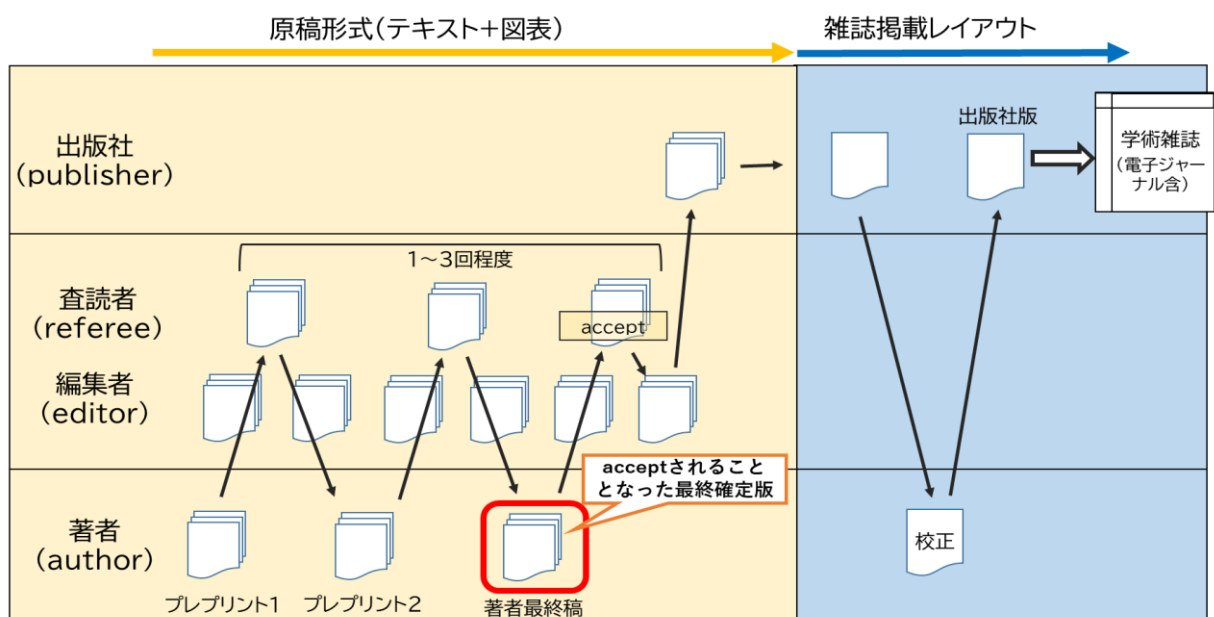 原稿形式(テキスト+図表)
雑誌掲載レイアウト
出版社
(publisher)
出版社版
学術雑誌
(電子ジャー
ナル含)
1~3回程度
査読者
(referee)
accept
編集者
(editor)
acceptされること
となった最終確定版
著者
(author)
校正
プレプリント1
プレプリント2
著者最終稿